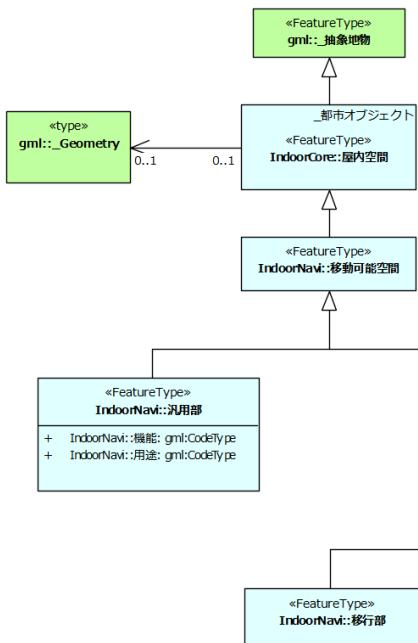 «FeatureType»
gml::_抽象地物
_都市オブジェクト
«type»
gml::_Geometry
«FeatureType»
IndoorCore::屋内空間
0..1
0..1
«FeatureType»
IndoorNavi::移動可能空間
«FeatureType»
IndoorNavi::汎用部
+ IndoorNavi::機能: gml:CodeType
+ IndoorNavi::用途: gml:CodeType
«FeatureType»
IndoorNavi::移行部